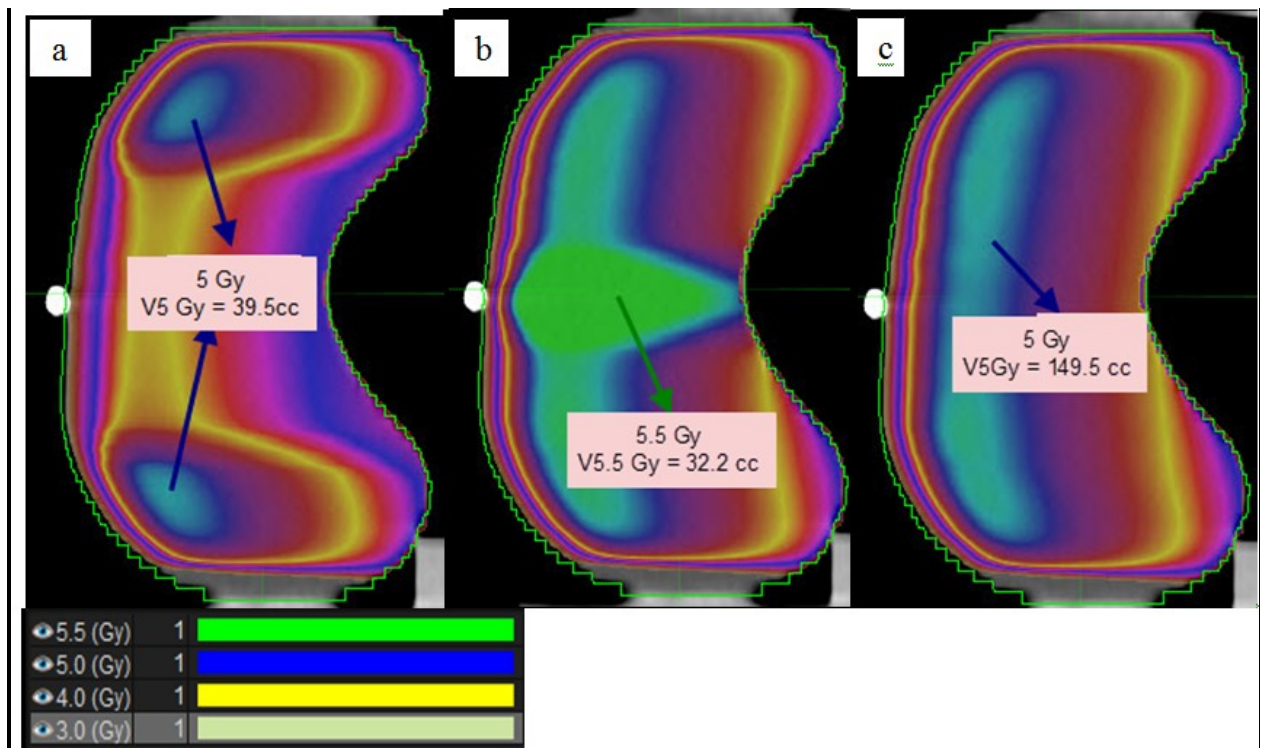 a
b
c
5 Gy
V5 Gy = 39.5cc
5.5 Gy
V5.5 Gy = 32.2 cc
5 Gy
V5Gy = 149.5 cc
5.5 (Gy) 1
5.0 (Gy) 1
4.0 (Gy) 1
3.0 (Gy) 1